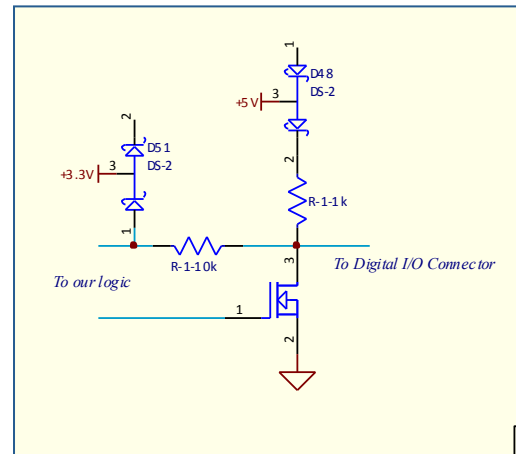 1
D48
DS-2
+5V
3
2
D51
DS-2
+3.3V
3
2
R-1-1k
1
R-1-10k
To our logic
3
To Digital I/O Connector
1
2